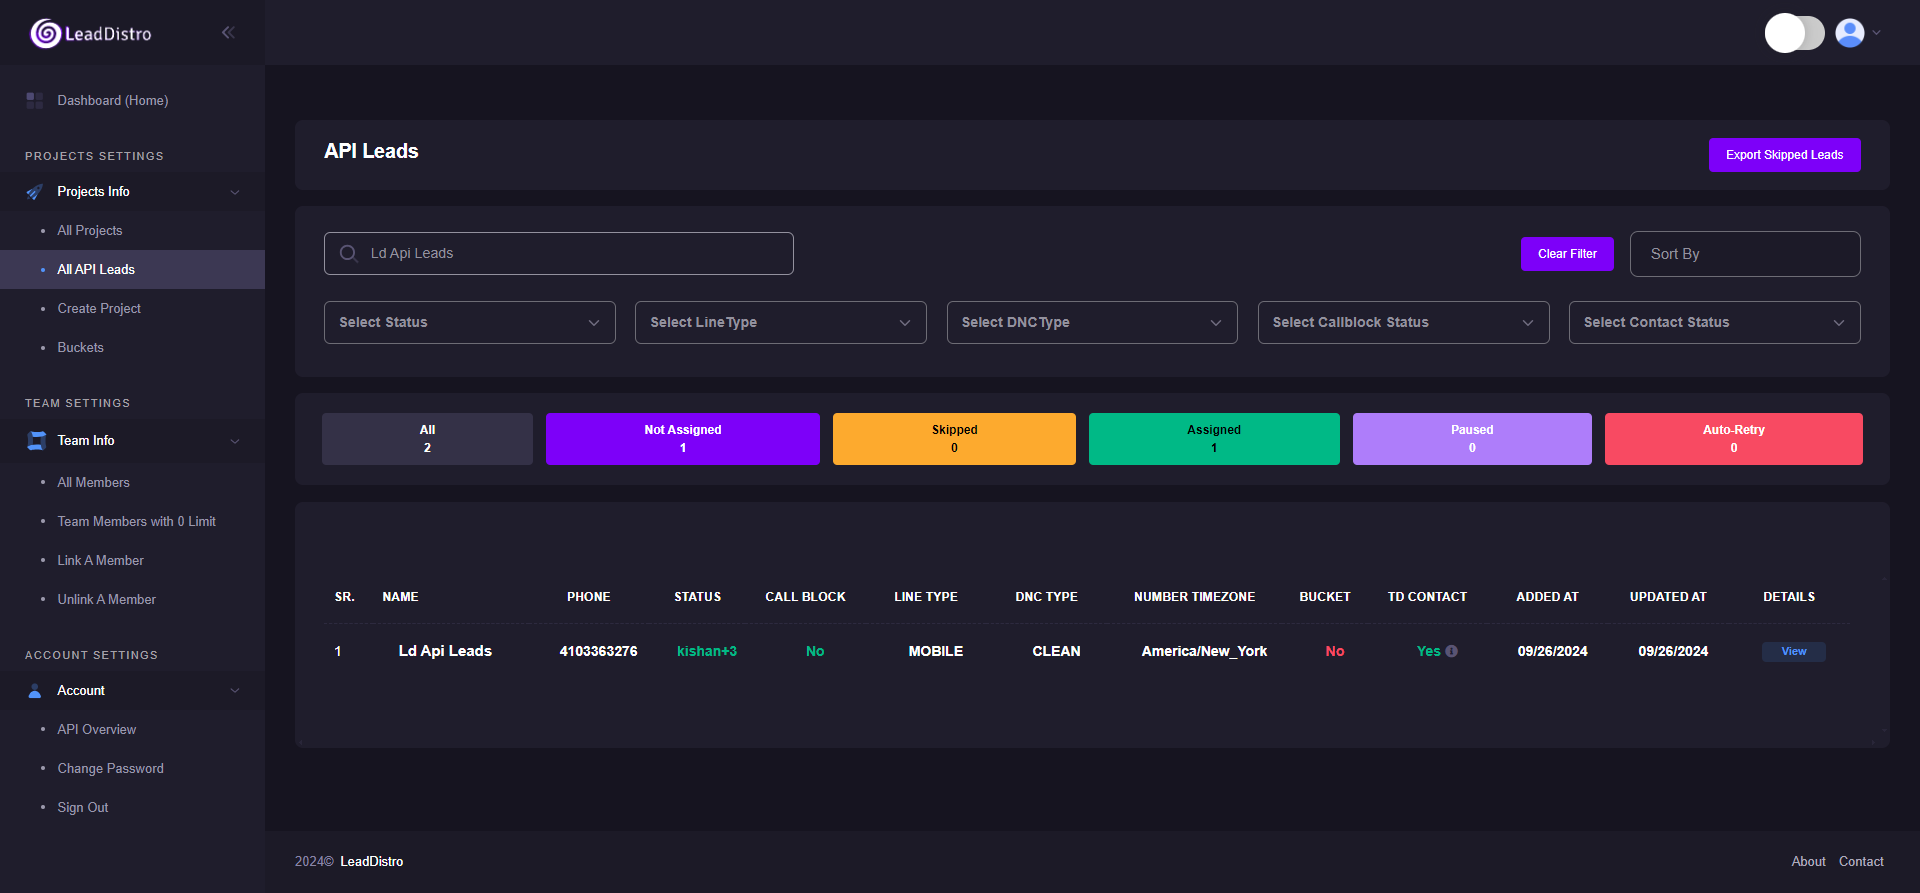 LeadDistro
Dashboard (Home)
PROJECTS SETTINGS
Projects Info
All Projects
All API Leads
Create Project
Buckets
TEAM SETTINGS
Team Info
All Members
Team Members with 0 Limit
Link A Member
Unlink A Member
ACCOUNT SETTINGS
Account
API Overview
Change Password
Sign Out
API Leads
Export Skipped Leads
Ld Api Leads
Clear Filter
Sort By
Select Status
Select LineType
Select DNCType
Select Callblock Status
Select Contact Status
All
2
Not Assigned
1
Skipped
0
Assigned
1
Paused
0
Auto-Retry
0
SR. NAME PHONE STATUS CALL BLOCK LINE TYPE DNC TYPE NUMBER TIMEZONE BUCKET TD CONTACT ADDED AT UPDATED AT DETAILS
1 Ld Api Leads 4103363276 kishan+3 No MOBILE CLEAN America/New_York No Yes 09/26/2024 09/26/2024 View
2024© LeadDistro
About Contact